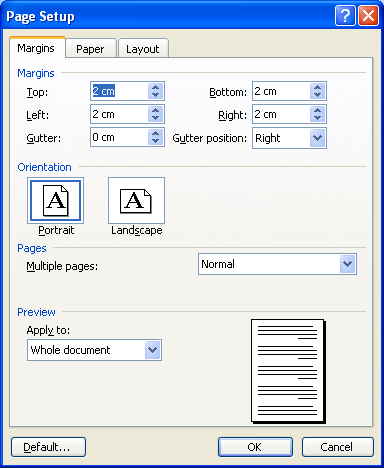 Page Setup
Margins Paper Layout
Margins
Top: 2 cm Bottom: 2 cm
Left: 2 cm Right: 2 cm
Gutter: 0 cm Gutter position: Right
Orientation
A A
Portrait Landscape
Pages
Multiple pages: Normal
Preview
Apply to:
Whole document
Default... OK Cancel